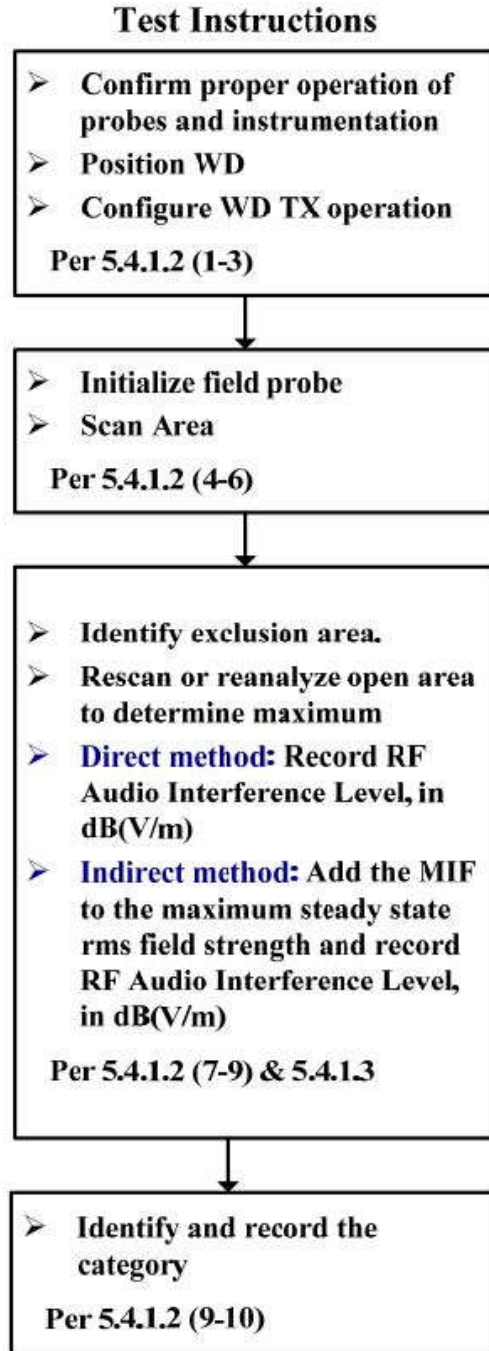 Test Instructions
➢ Confirm proper operation of
probes and instrumentation
➢ Position WD
➢ Configure WD TX operation
Per 5.4.1.2 (1-3)
➢ Initialize field probe
➢ Scan Area
Per 5.4.1.2 (4-6)
➢ Identify exclusion area.
➢ Rescan or reanalyze open area
to determine maximum
➢ Direct method: Record RF
Audio Interference Level, in
dB(V/m)
➢ Indirect method: Add the MIF
to the maximum steady state
rms field strength and record
RF Audio Interference Level,
in dB(V/m)
Per 5.4.1.2 (7-9) & 5.4.1.3
➢ Identify and record the
category
Per 5.4.1.2 (9-10)